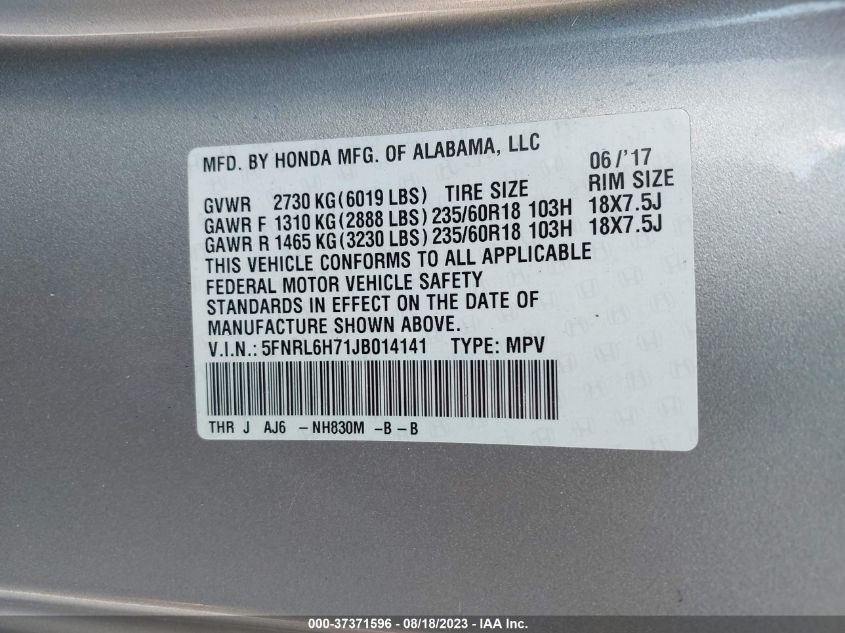 MFD. BY HONDA MFG. OF ALABAMA, LLC 06/'17
GVWR 2730 KG(6019 LBS) TIRE SIZE RIM SIZE
GAWR F 1310 KG(2888 LBS) 235/60R18 103H 18X7.5J
GAWR R 1465 KG(3230 LBS) 235/60R18 103H 18X7.5J
THIS VEHICLE CONFORMS TO ALL APPLICABLE
FEDERAL MOTOR VEHICLE SAFETY
STANDARDS IN EFFECT ON THE DATE OF
MANUFACTURE SHOWN ABOVE.
V.I.N.: 5FNRL6H71JB014141 TYPE: MPV
THR J AJ6 -NH830M -B-B
000-37371596 - 08/18/2023 - IAA Inc.